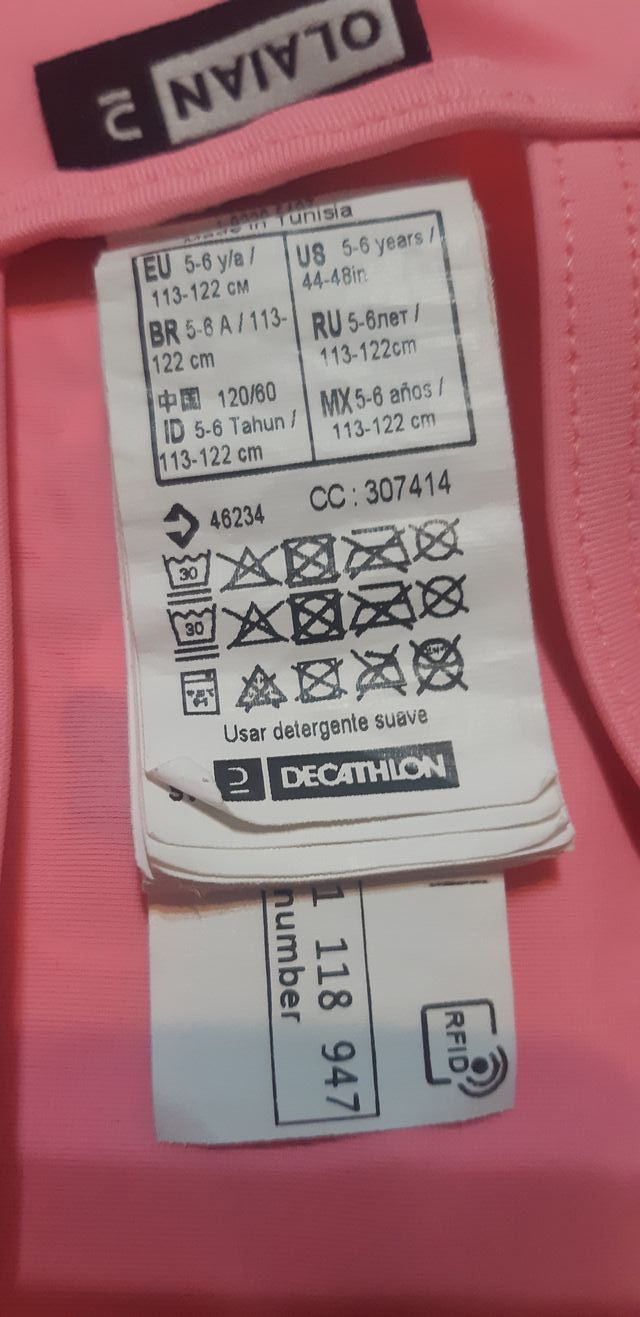 OLAIAN
Made in Tunisia
EU 5-6 y/a /
113-122 CM
BR 5-6 A / 113-
122 cm
中国 120/60
ID 5-6 Tahun /
113-122 cm
US 5-6 years /
44-48in
RU 5-6лет /
113-122cm
MX 5-6 años /
113-122 cm
46234
CC : 307414
30
30
Usar detergente suave
DECATHLON
1 118 947
number
RFID